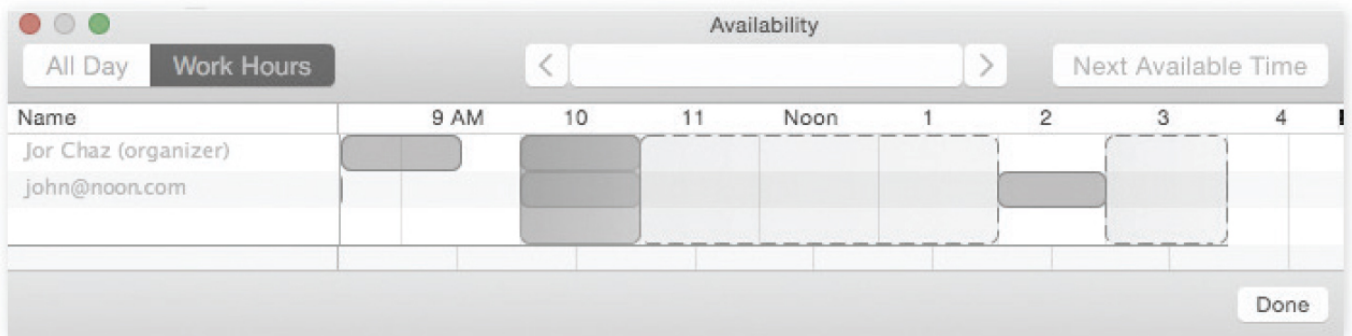 Availability
All Day Work Hours < > Next Available Time
Name 9 AM 10 11 Noon 1 2 3 4
Jor Chaz (organizer)
john@noon.com
Done